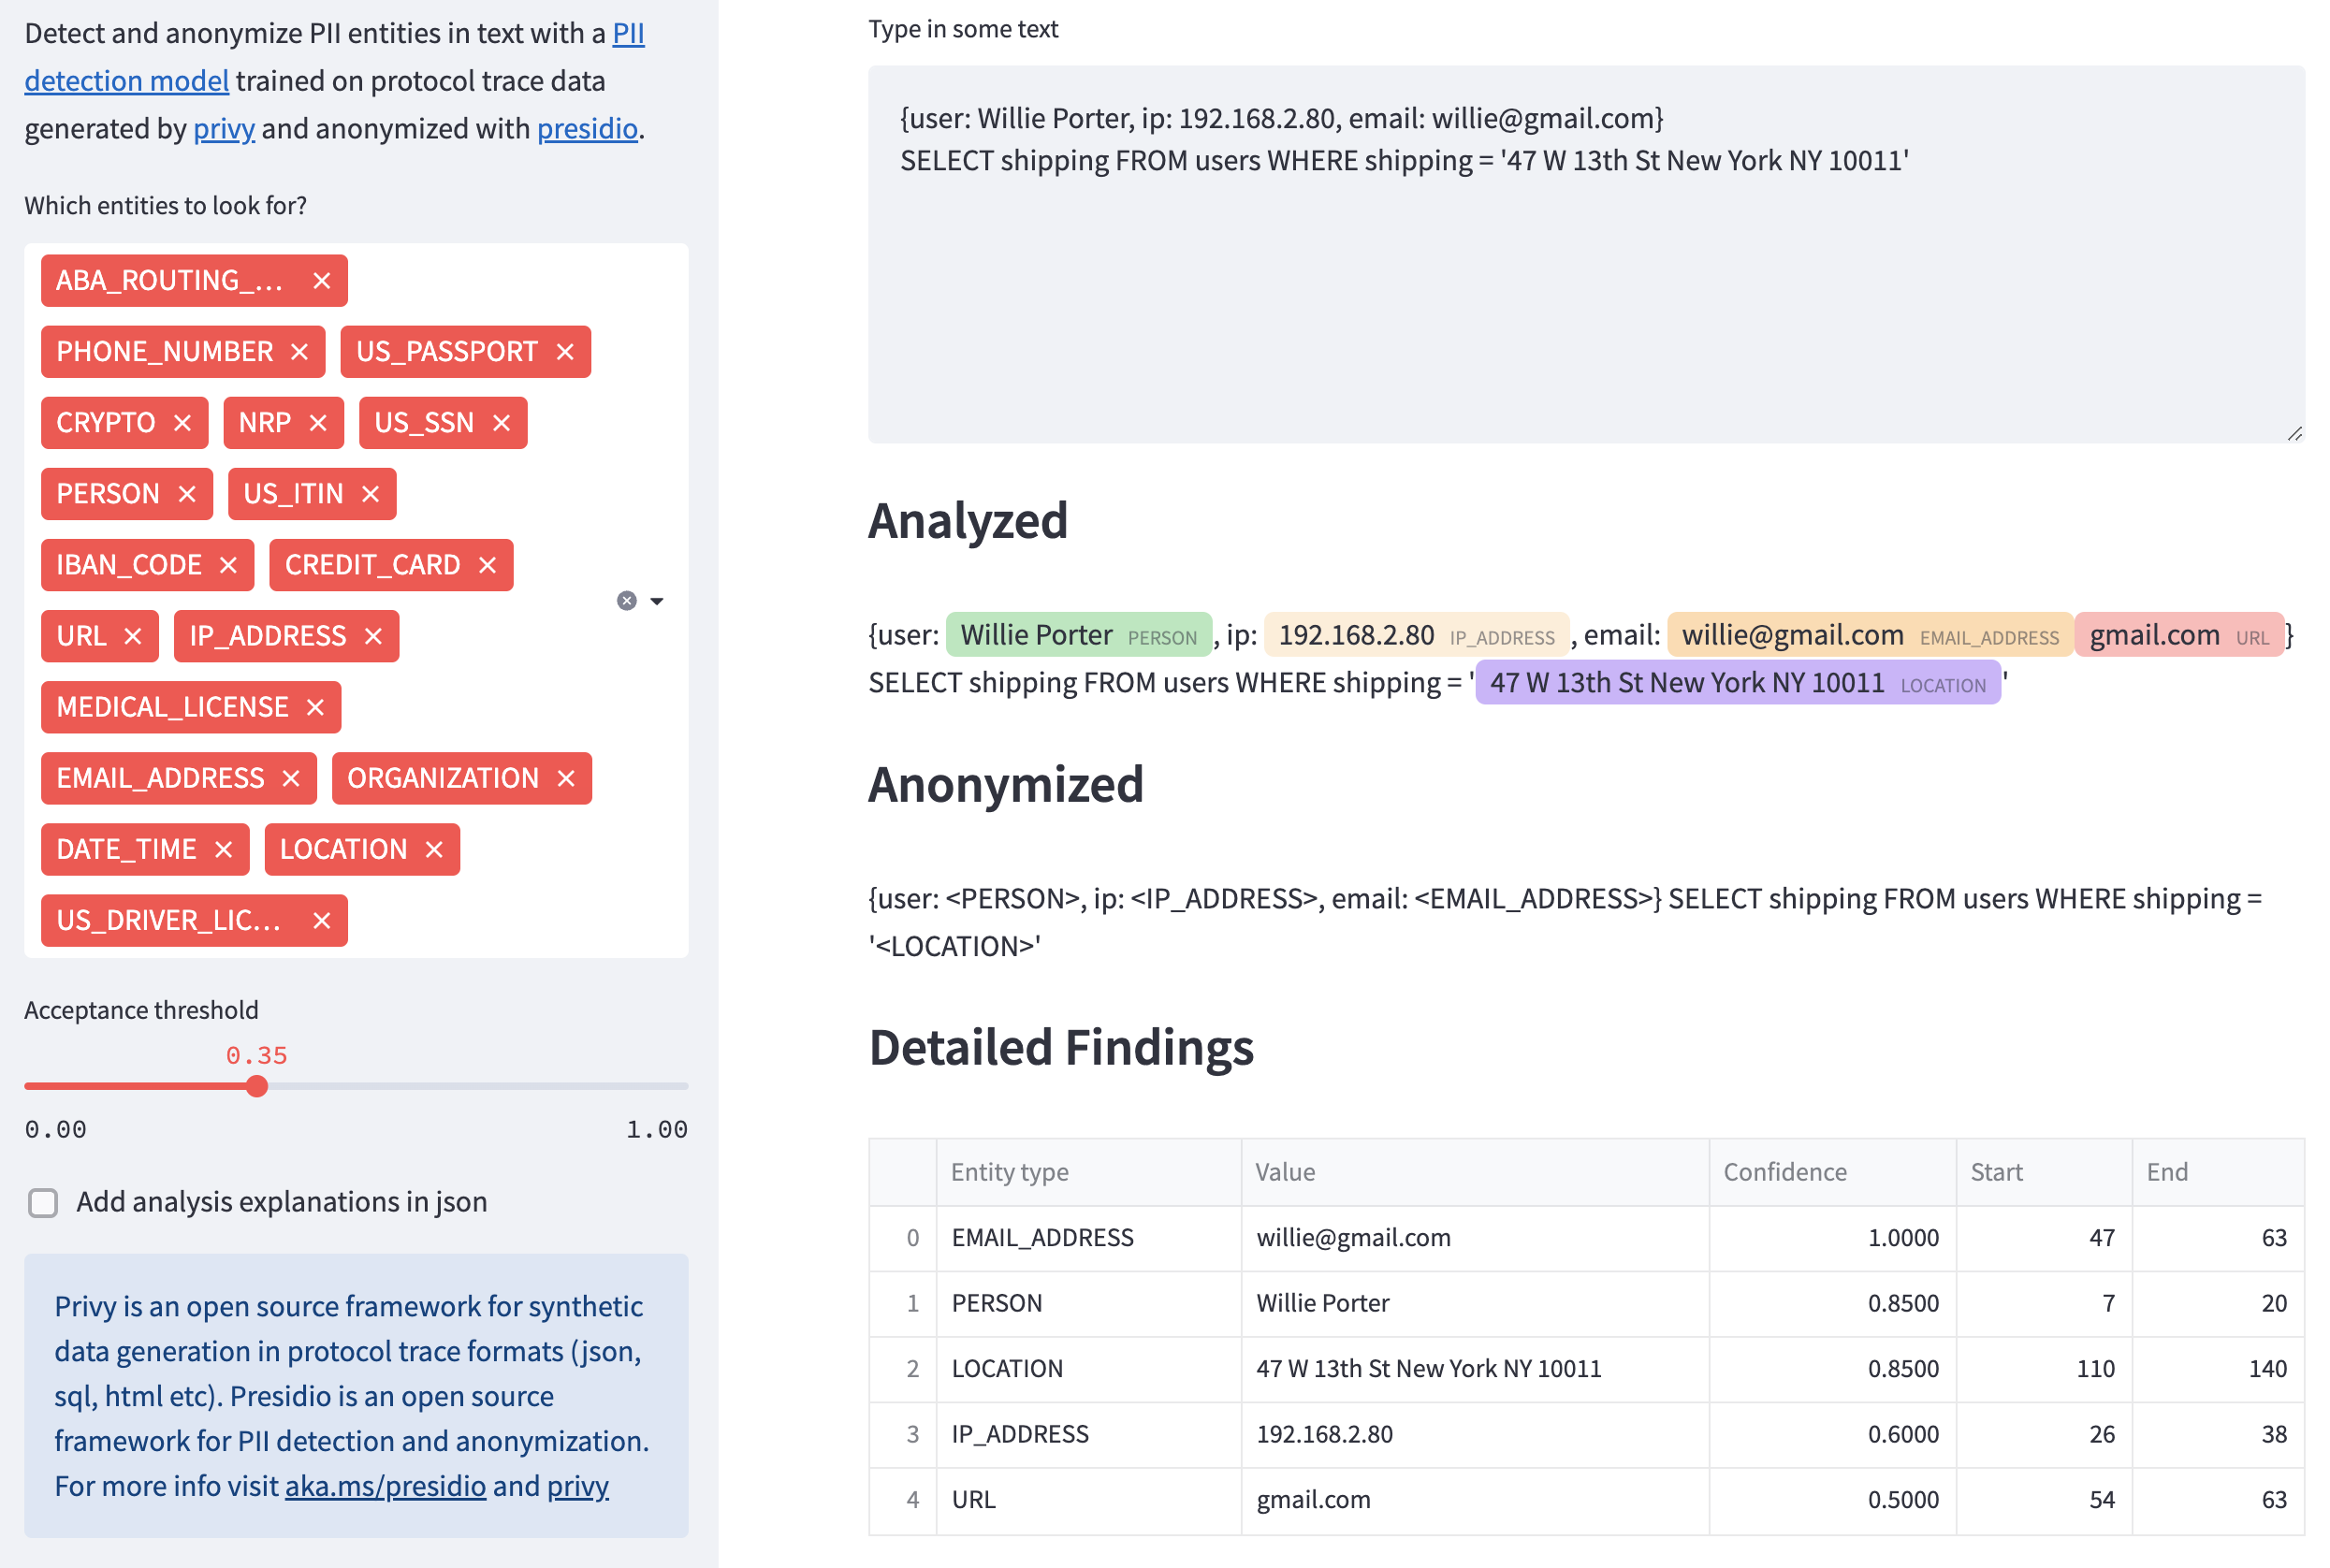 Detect and anonymize PII entities in text with a PII
detection model trained on protocol trace data
generated by privy and anonymized with presidio.
Which entities to look for?
ABA_ROUTING_... ×
PHONE_NUMBER × US_PASSPORT ×
CRYPTO × NRP × US_SSN ×
PERSON × US_ITIN ×
IBAN_CODE × CREDIT_CARD ×
URL × IP_ADDRESS ×
MEDICAL_LICENSE ×
EMAIL_ADDRESS × ORGANIZATION ×
DATE_TIME × LOCATION ×
US_DRIVER_LIC... ×
Acceptance threshold
0.35
0.00 1.00
Add analysis explanations in json
Privy is an open source framework for synthetic
data generation in protocol trace formats (json,
sql, html etc). Presidio is an open source
framework for PII detection and anonymization.
For more info visit aka.ms/presidio and privy
Type in some text
{user: Willie Porter, ip: 192.168.2.80, email: willie@gmail.com}
SELECT shipping FROM users WHERE shipping = '47 W 13th St New York NY 10011'
Analyzed
{user: Willie Porter PERSON , ip: 192.168.2.80 IP_ADDRESS , email: willie@gmail.com EMAIL_ADDRESS gmail.com URL }
SELECT shipping FROM users WHERE shipping = ' 47 W 13th St New York NY 10011 LOCATION '
Anonymized
{user: <PERSON>, ip: <IP_ADDRESS>, email: <EMAIL_ADDRESS>} SELECT shipping FROM users WHERE shipping =
'<LOCATION>'
Detailed Findings
Entity type Value Confidence Start End
0 EMAIL_ADDRESS willie@gmail.com 1.0000 47 63
1 PERSON Willie Porter 0.8500 7 20
2 LOCATION 47 W 13th St New York NY 10011 0.8500 110 140
3 IP_ADDRESS 192.168.2.80 0.6000 26 38
4 URL gmail.com 0.5000 54 63